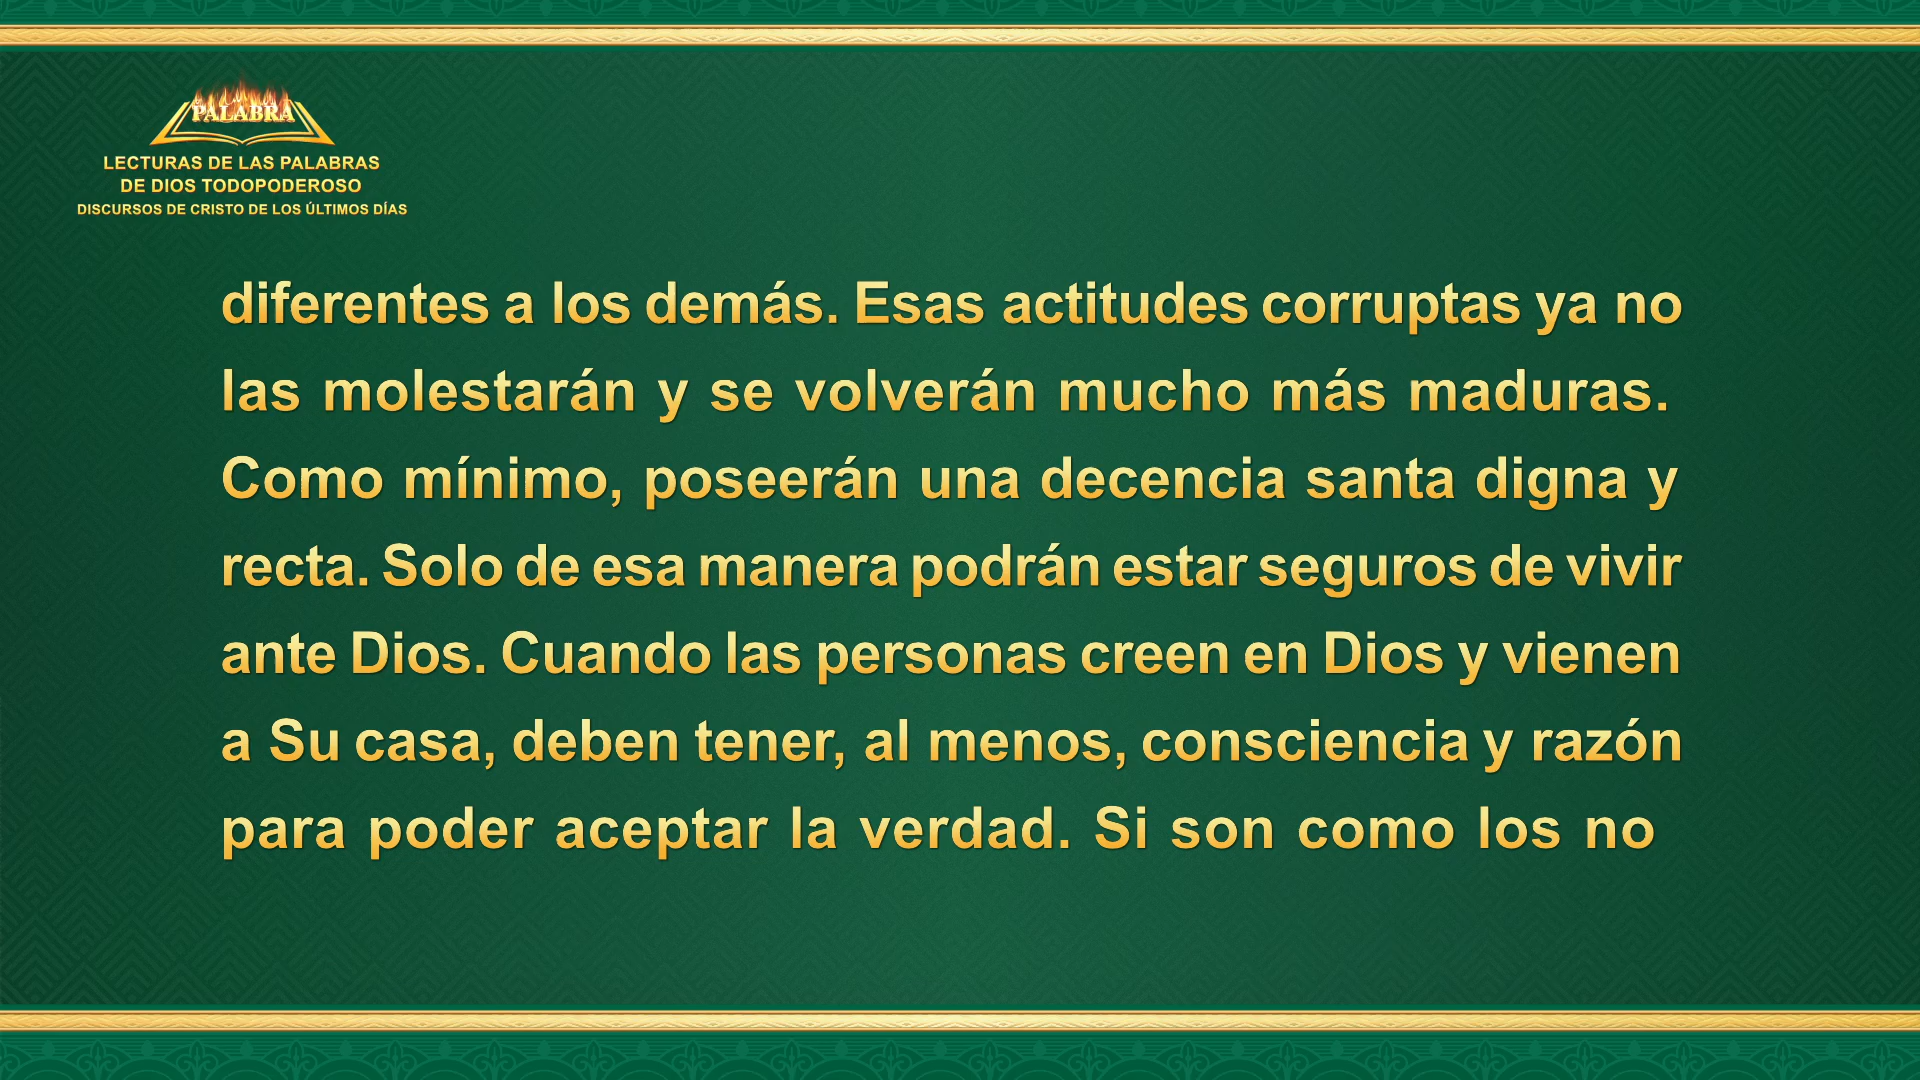 PALABRA
LECTURAS DE LAS PALABRAS
DE DIOS TODOPODEROSO
DISCURSOS DE CRISTO DE LOS ÚLTIMOS DÍAS
diferentes a los demás. Esas actitudes corruptas ya no
las molestarán y se volverán mucho más maduras.
Como mínimo, poseerán una decencia santa digna y
recta. Solo de esa manera podrán estar seguros de vivir
ante Dios. Cuando las personas creen en Dios y vienen
a Su casa, deben tener, al menos, consciencia y razón
para poder aceptar la verdad. Si son como los no